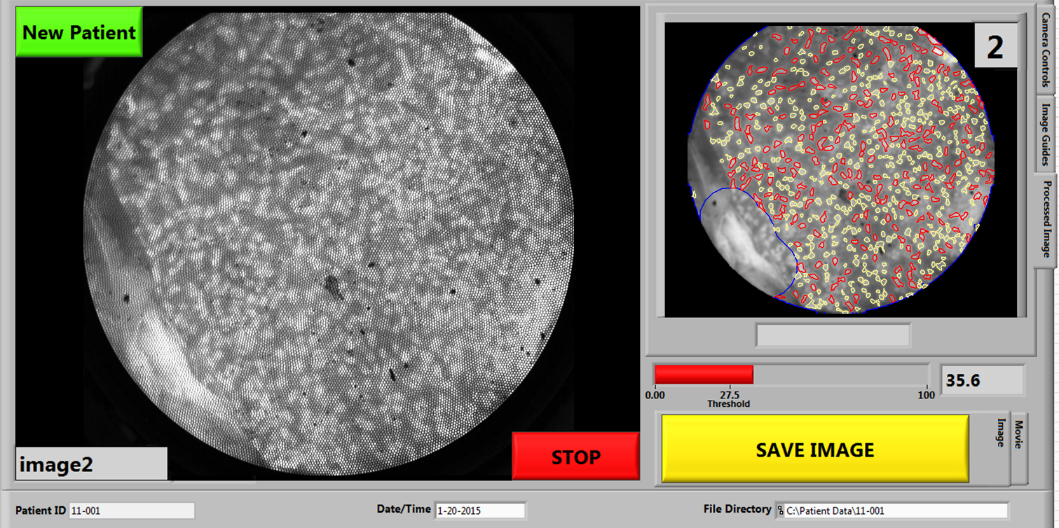 New Patient
2
Camera Controls
Image Guides
Processed Image
35.6
0.00 27.5 100
Threshold
SAVE IMAGE
Image
Movie
image2
STOP
Patient ID 11-001
Date/Time 1-20-2015
File Directory C:\Patient Data\11-001